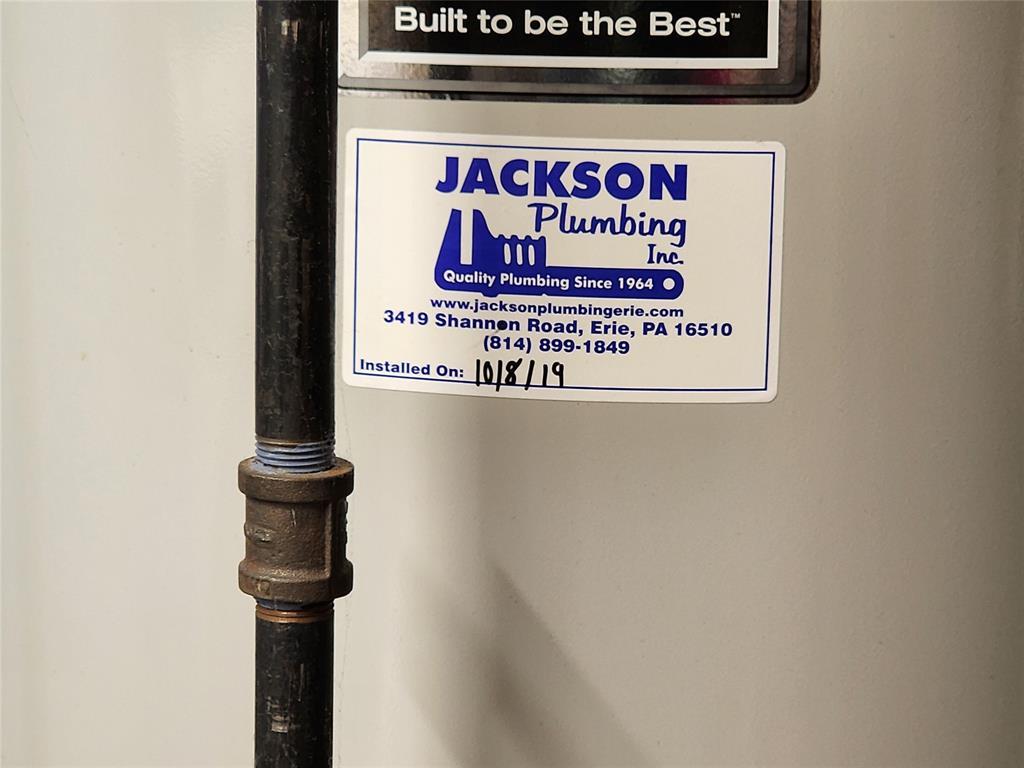 Built to be the Best™
JACKSON
Plumbing
Inc.
Quality Plumbing Since 1964
www.jacksonplumbingerie.com
3419 Shannon Road, Erie, PA 16510
(814) 899-1849
Installed On: 10/8/19